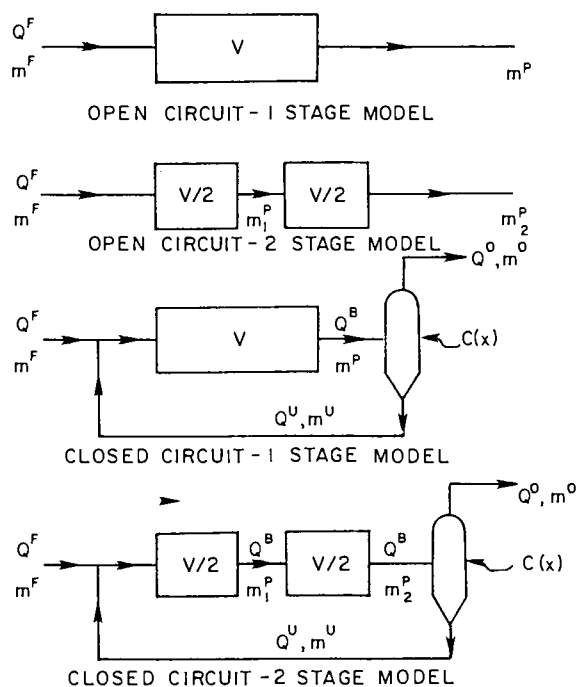 Q^F
V
m^F
m^P
OPEN CIRCUIT-1 STAGE MODEL
Q^F
V/2 V/2
m^F
m_1^P
m_2^P
OPEN CIRCUIT-2 STAGE MODEL
Q^O, m^O
Q^F
V
Q^B
C(x)
m^F
m^P
Q^U, m^U
CLOSED CIRCUIT-1 STAGE MODEL
Q^O, m^O
Q^F
V/2 Q^B V/2 Q^B
C(x)
m^F
m_1^P
m_2^P
Q^U, m^U
CLOSED CIRCUIT-2 STAGE MODEL